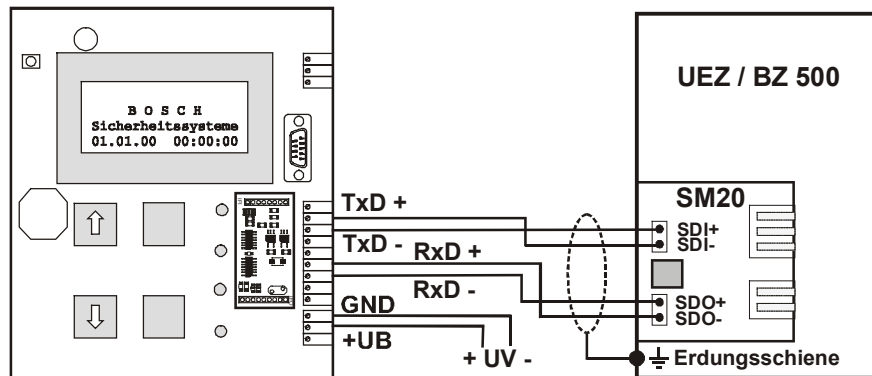 B O S C H
Sicherheitssysteme
01.01.00 00:00:00
UEZ / BZ 500
SM20
TxD +
TxD -
RxD +
RxD -
GND
+UB
+ UV -
SDI+
SDI-
SDO+
SDO-
Erdungsschiene